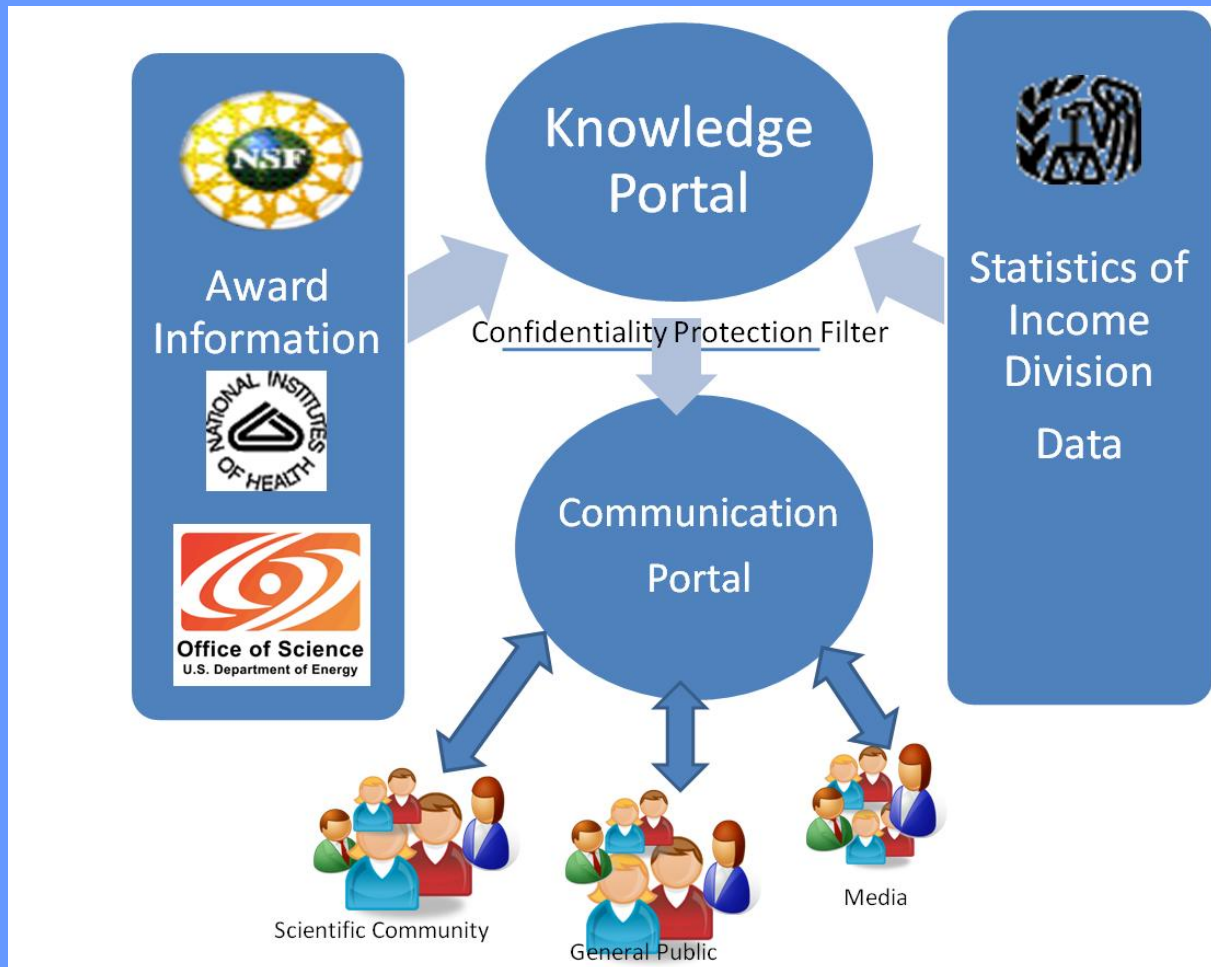 NSF
Award
Information
NATIONAL INSTITUTES
OF HEALTH
Office of Science
U.S. Department of Energy
Knowledge
Portal
Confidentiality Protection Filter
Communication
Portal
Statistics of
Income
Division
Data
Scientific Community
General Public
Media